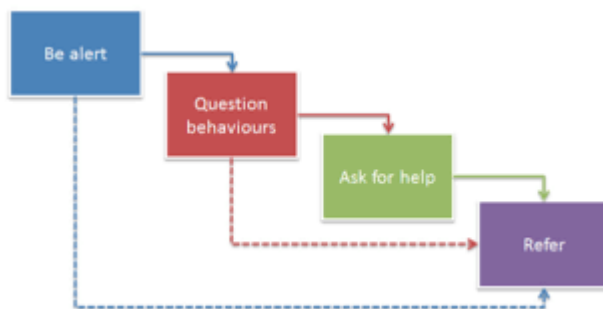 Be alert
Question
behaviours
Ask for help
Refer